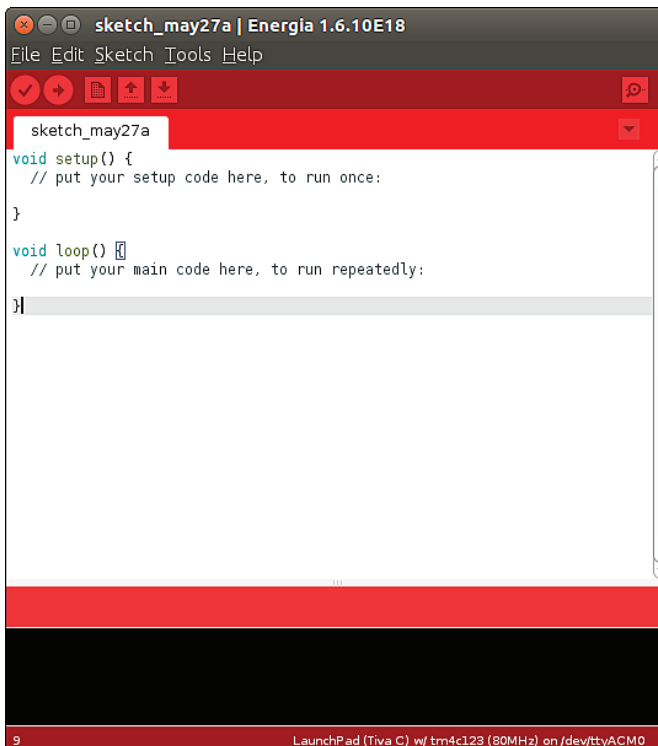 sketch_may27a | Energia 1.6.10E18
File Edit Sketch Tools Help
sketch_may27a
void setup() {
  // put your setup code here, to run once:
}
void loop() {
  // put your main code here, to run repeatedly:
}
9 LaunchPad (Tiva C) w/ tm4c123 (80MHz) on /dev/ttyACM0